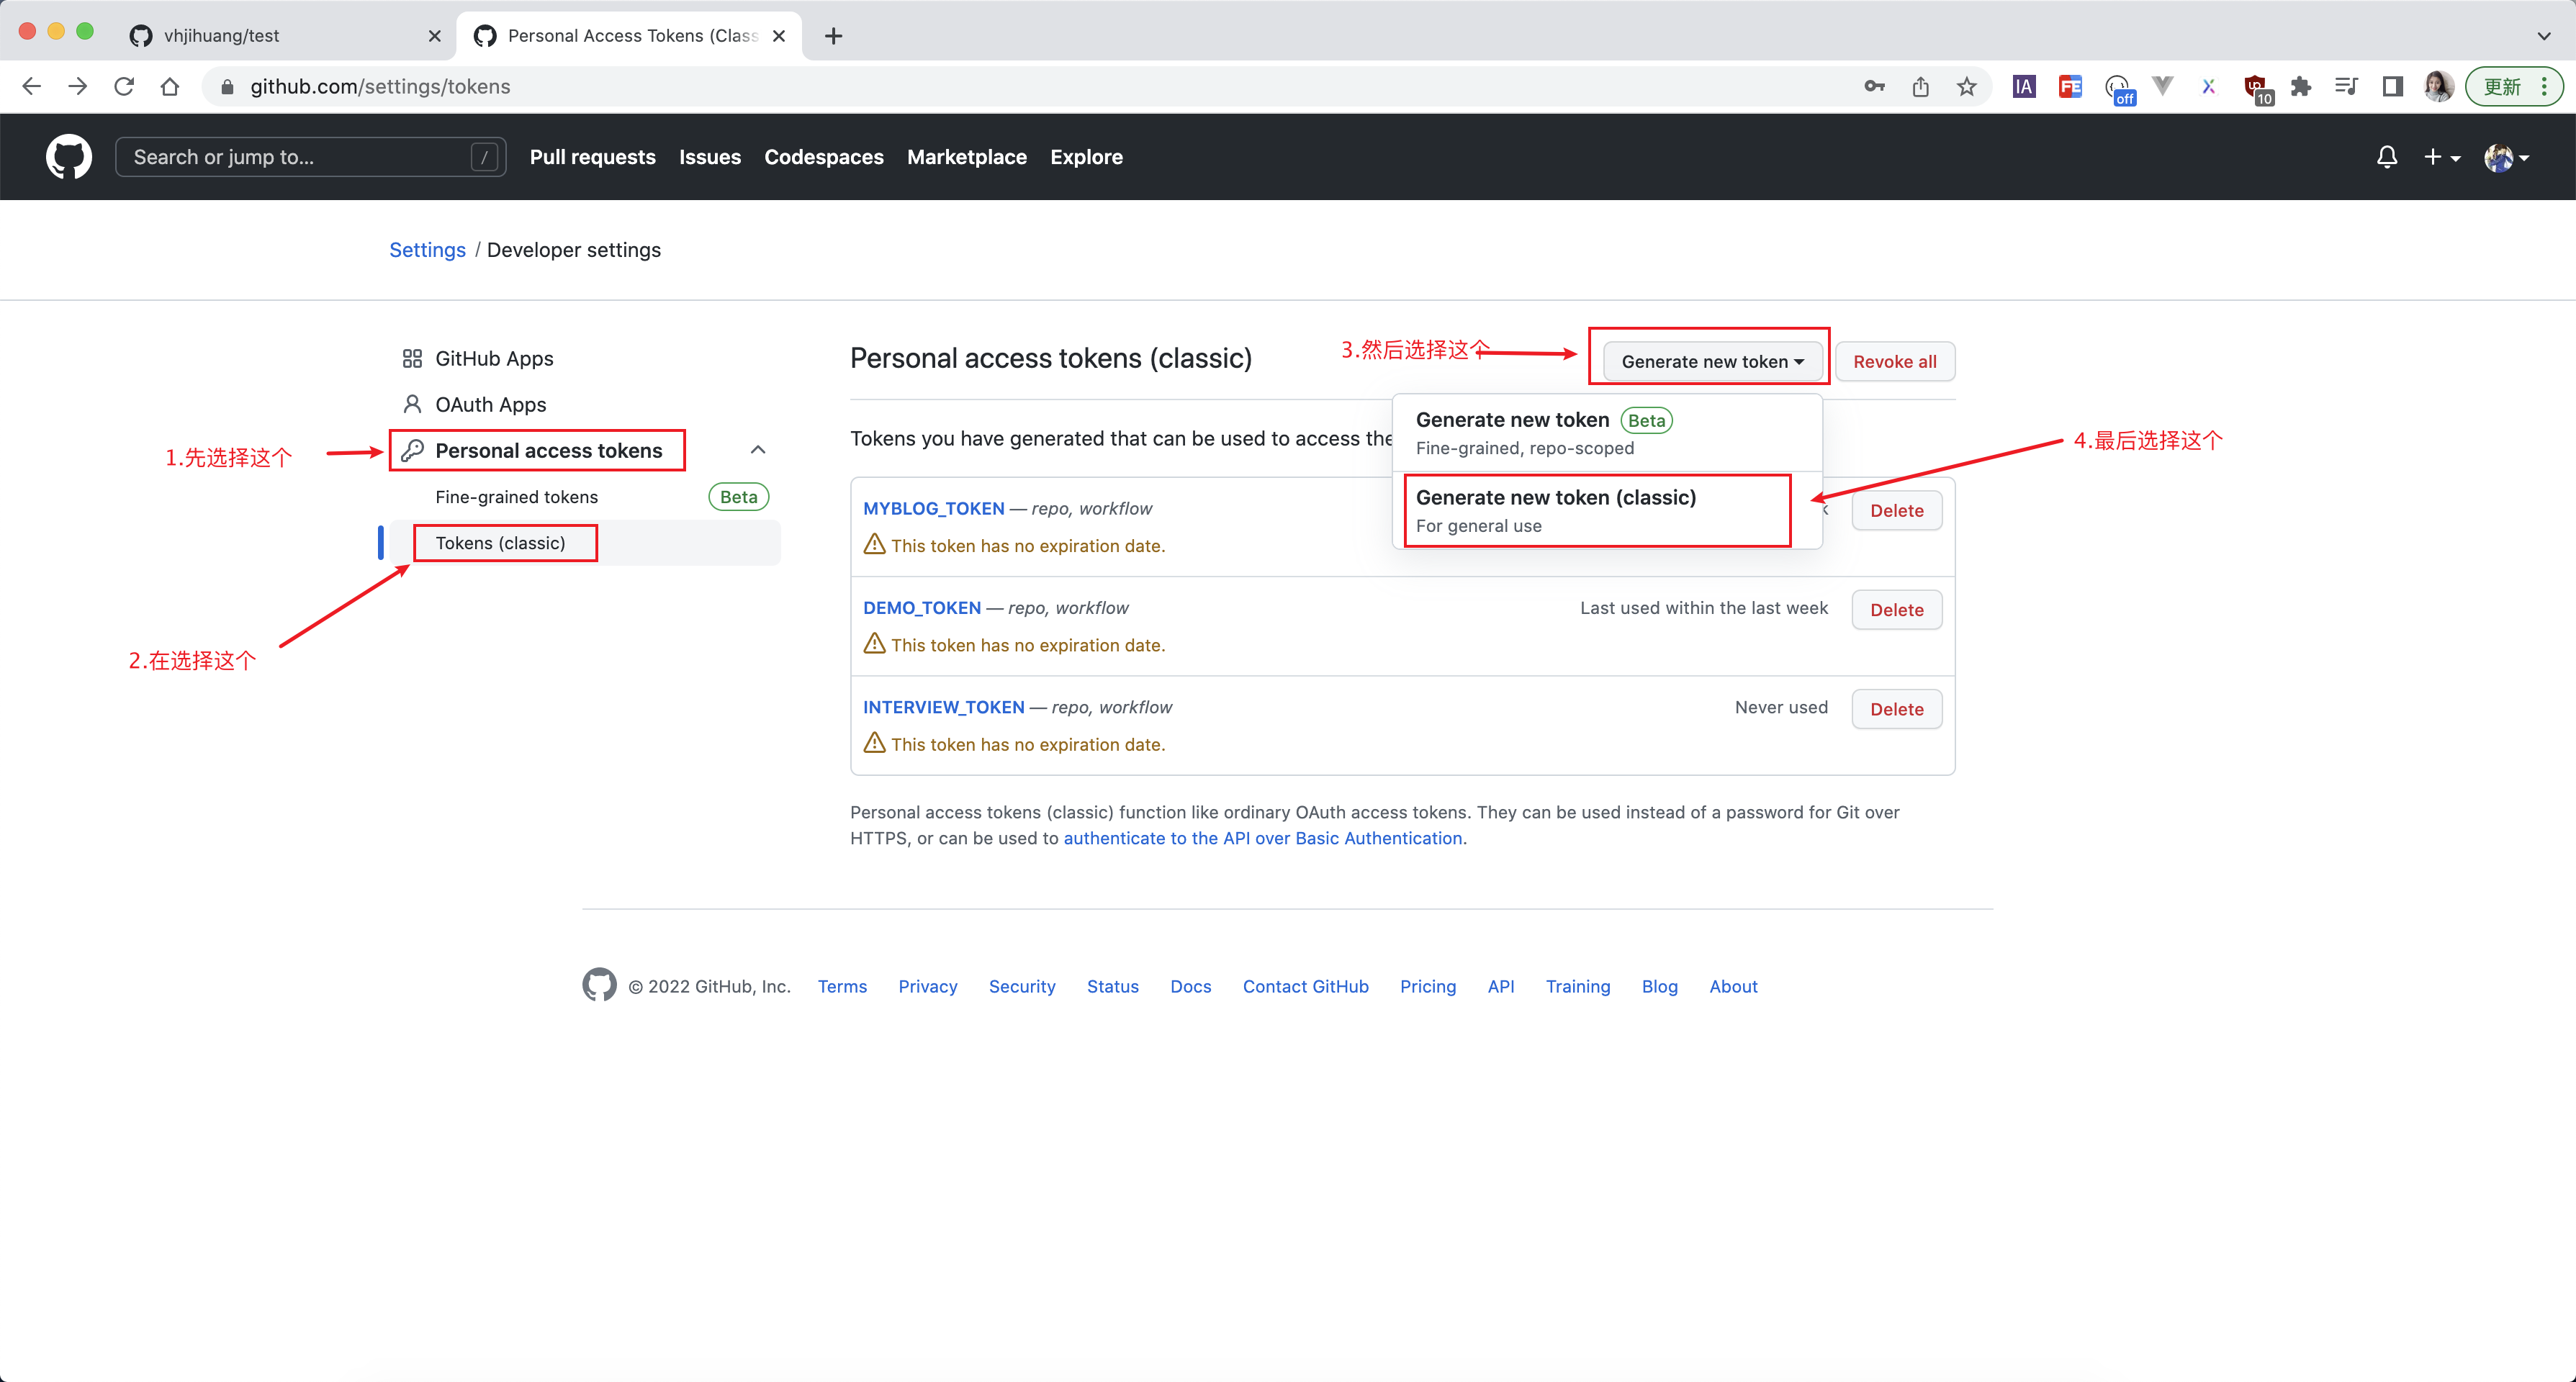 vhjihuang/test
Personal Access Tokens (Clas
github.com/settings/tokens
IA
FE
off
10
更新
Search or jump to...
/
Pull requests
Issues
Codespaces
Marketplace
Explore
Settings / Developer settings
GitHub Apps
OAuth Apps
1.先选择这个
Personal access tokens
Fine-grained tokens
Beta
Tokens (classic)
2.在选择这个
Personal access tokens (classic)
3.然后选择这个
Generate new token
Revoke all
Tokens you have generated that can be used to access the
Generate new token Beta
Fine-grained, repo-scoped
Generate new token (classic)
For general use
4.最后选择这个
MYBLOG_TOKEN — repo, workflow
Delete
This token has no expiration date.
DEMO_TOKEN — repo, workflow
Last used within the last week
Delete
This token has no expiration date.
INTERVIEW_TOKEN — repo, workflow
Never used
Delete
This token has no expiration date.
Personal access tokens (classic) function like ordinary OAuth access tokens. They can be used instead of a password for Git over
HTTPS, or can be used to authenticate to the API over Basic Authentication.
© 2022 GitHub, Inc.
Terms
Privacy
Security
Status
Docs
Contact GitHub
Pricing
API
Training
Blog
About